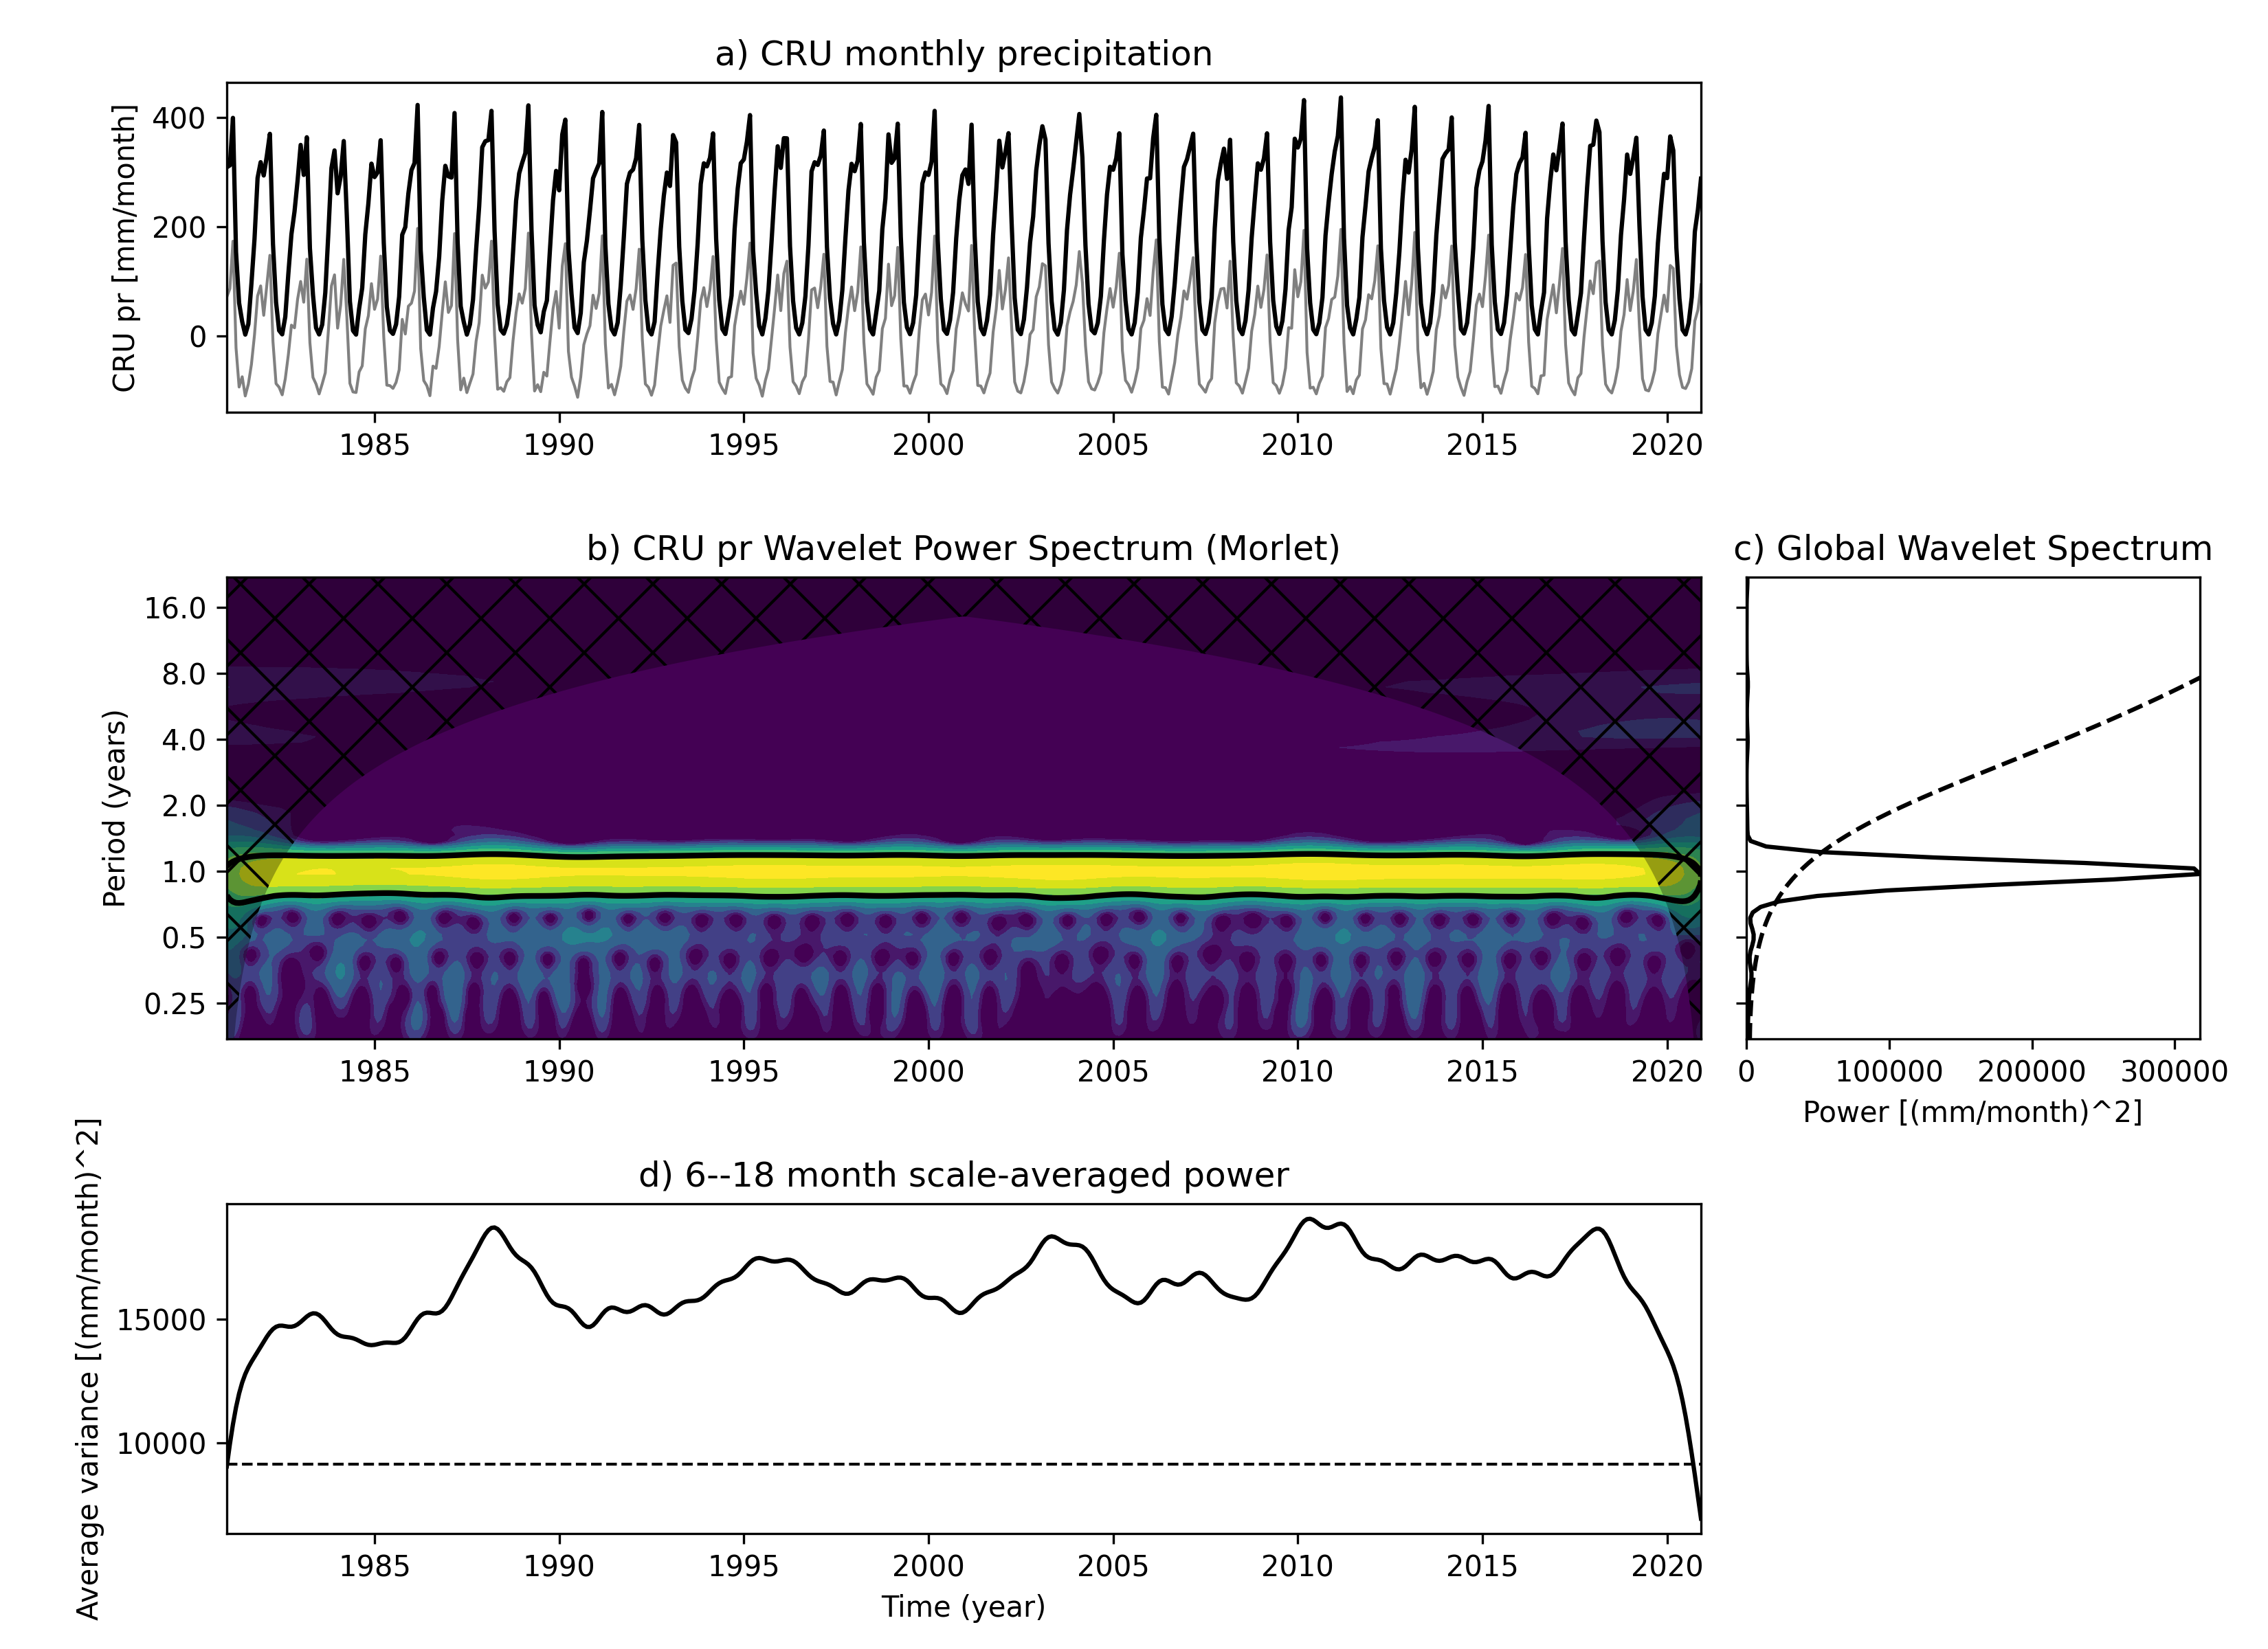 a) CRU monthly precipitation
CRU pr [mm/month]
400
200
0
1985 1990 1995 2000 2005 2010 2015 2020
b) CRU pr Wavelet Power Spectrum (Morlet)
Period (years)
16.0
8.0
4.0
2.0
1.0
0.5
0.25
1985 1990 1995 2000 2005 2010 2015 2020
c) Global Wavelet Spectrum
0 100000 200000 300000
Power [(mm/month)^2]
d) 6--18 month scale-averaged power
Average variance [(mm/month)^2]
15000
10000
1985 1990 1995 2000 2005 2010 2015 2020
Time (year)